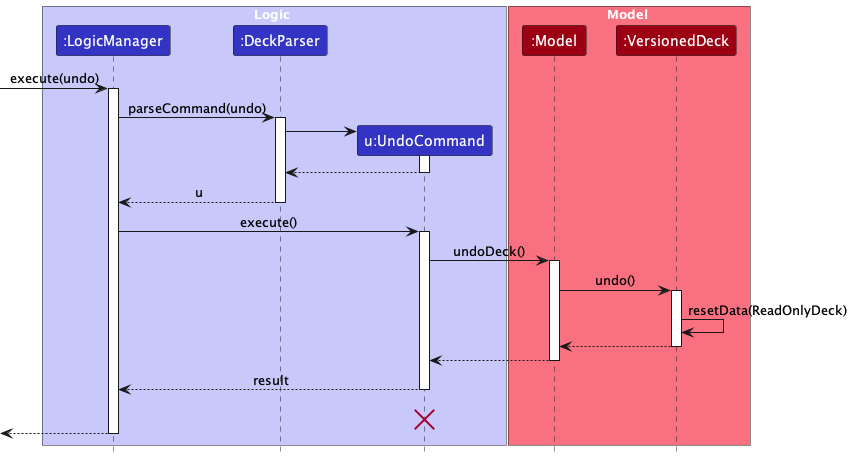 Logic
Model
:LogicManager
:DeckParser
:Model
:VersionedDeck
execute(undo)
parseCommand(undo)
u:UndoCommand
u
execute()
undoDeck()
undo()
resetData(ReadOnlyDeck)
result